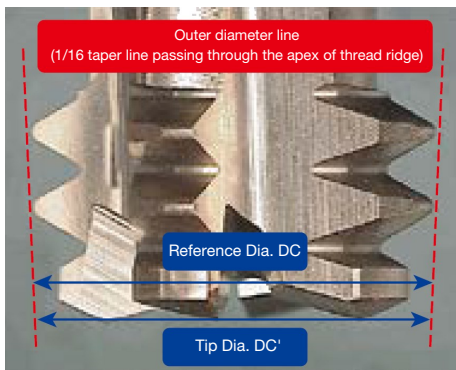 Outer diameter line
(1/16 taper line passing through the apex of thread ridge)
Reference Dia. DC
Tip Dia. DC'